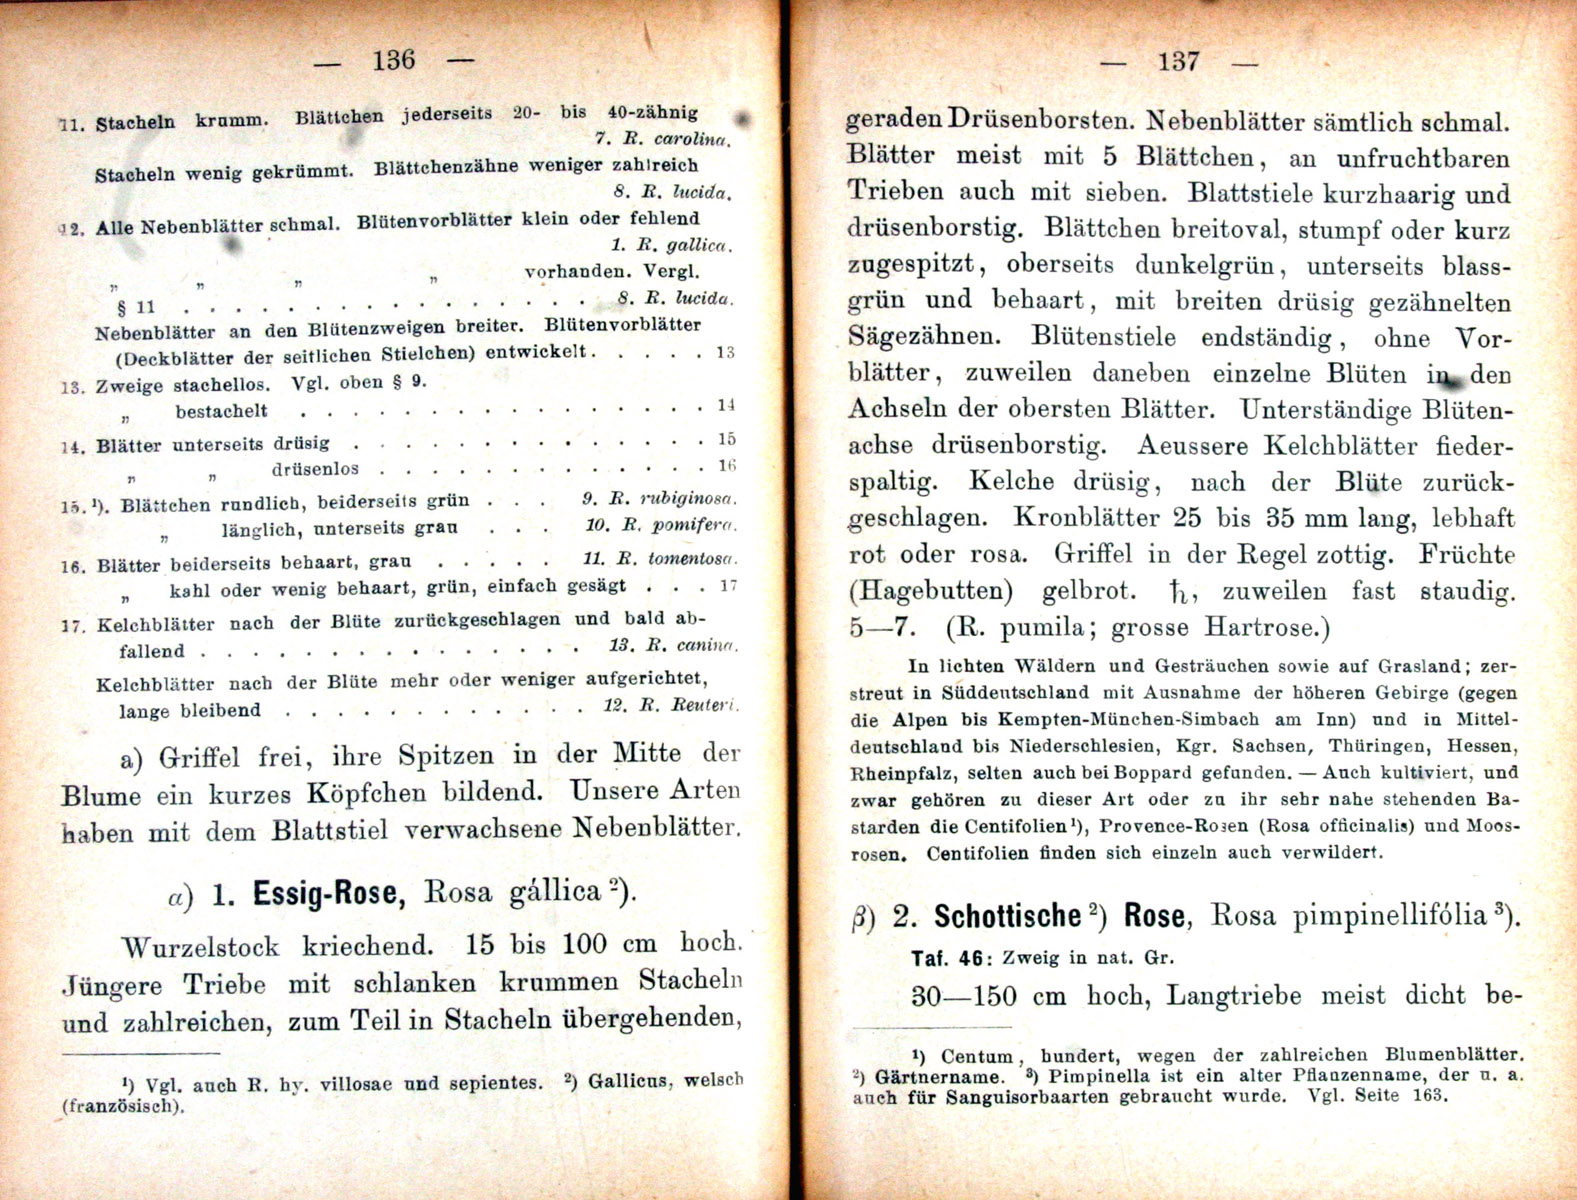 — 136 —
11. Stacheln krumm. Blättchen jederseits 20- bis 40-zähnig
7. R. carolina.
Stacheln wenig gekrümmt. Blättchenzähne weniger zahlreich
8. R. lucida.
12. Alle Nebenblätter schmal. Blütenvorblätter klein oder fehlend
1. R. gallica.
„ „ „ „ vorhanden. Vergl.
§ 11 . . . . . . . . . . . . . . . . 8. R. lucida.
Nebenblätter an den Blütenzweigen breiter. Blütenvorblätter
(Deckblätter der seitlichen Stielchen) entwickelt . . . . . 13
13. Zweige stachellos. Vgl. oben § 9.
„ bestachelt . . . . . . . . . . . . . . . . 14
14. Blätter unterseits drüsig . . . . . . . . . . . . . . 15
„ „ drüsenlos . . . . . . . . . . . . . 16
15.¹). Blättchen rundlich, beiderseits grün . . . 9. R. rubiginosa.
„ länglich, unterseits grau . . . 10. R. pomifera.
16. Blätter beiderseits behaart, grau . . . . . 11. R. tomentosa.
„ kahl oder wenig behaart, grün, einfach gesägt . . . 17
17. Kelchblätter nach der Blüte zurückgeschlagen und bald ab-
fallend . . . . . . . . . . . . . . . 13. R. canina.
Kelchblätter nach der Blüte mehr oder weniger aufgerichtet,
lange bleibend . . . . . . . . . . . . 12. R. Reuteri.
a) Griffel frei, ihre Spitzen in der Mitte der
Blume ein kurzes Köpfchen bildend. Unsere Arten
haben mit dem Blattstiel verwachsene Nebenblätter.
α) 1. Essig-Rose, Rosa gállica ²).
Wurzelstock kriechend. 15 bis 100 cm hoch.
Jüngere Triebe mit schlanken krummen Stacheln
und zahlreichen, zum Teil in Stacheln übergehenden,
¹) Vgl. auch R. hy. villosae und sepientes. ²) Gallicus, welsch
(französisch).
— 137 —
geraden Drüsenborsten. Nebenblätter sämtlich schmal.
Blätter meist mit 5 Blättchen, an unfruchtbaren
Trieben auch mit sieben. Blattstiele kurzhaarig und
drüsenborstig. Blättchen breitoval, stumpf oder kurz
zugespitzt, oberseits dunkelgrün, unterseits blass-
grün und behaart, mit breiten drüsig gezähnelten
Sägezähnen. Blütenstiele endständig, ohne Vor-
blätter, zuweilen daneben einzelne Blüten in den
Achseln der obersten Blätter. Unterständige Blüten-
achse drüsenborstig. Aeussere Kelchblätter fieder-
spaltig. Kelche drüsig, nach der Blüte zurück-
geschlagen. Kronblätter 25 bis 35 mm lang, lebhaft
rot oder rosa. Griffel in der Regel zottig. Früchte
(Hagebutten) gelbrot. ♄, zuweilen fast staudig.
5—7. (R. pumila; grosse Hartrose.)
In lichten Wäldern und Gesträuchen sowie auf Grasland; zer-
streut in Süddeutschland mit Ausnahme der höheren Gebirge (gegen
die Alpen bis Kempten-München-Simbach am Inn) und in Mittel-
deutschland bis Niederschlesien, Kgr. Sachsen, Thüringen, Hessen,
Rheinpfalz, selten auch bei Boppard gefunden. — Auch kultiviert, und
zwar gehören zu dieser Art oder zu ihr sehr nahe stehenden Ba-
starden die Centifolien¹), Provence-Rosen (Rosa officinalis) und Moos-
rosen. Centifolien finden sich einzeln auch verwildert.
β) 2. Schottische ²) Rose, Rosa pimpinellifólia ³).
Taf. 46: Zweig in nat. Gr.
30—150 cm hoch, Langtriebe meist dicht be-
¹) Centum, hundert, wegen der zahlreichen Blumenblätter.
²) Gärtnername. ³) Pimpinella ist ein alter Pflanzenname, der u. a.
auch für Sanguisorbaarten gebraucht wurde. Vgl. Seite 163.